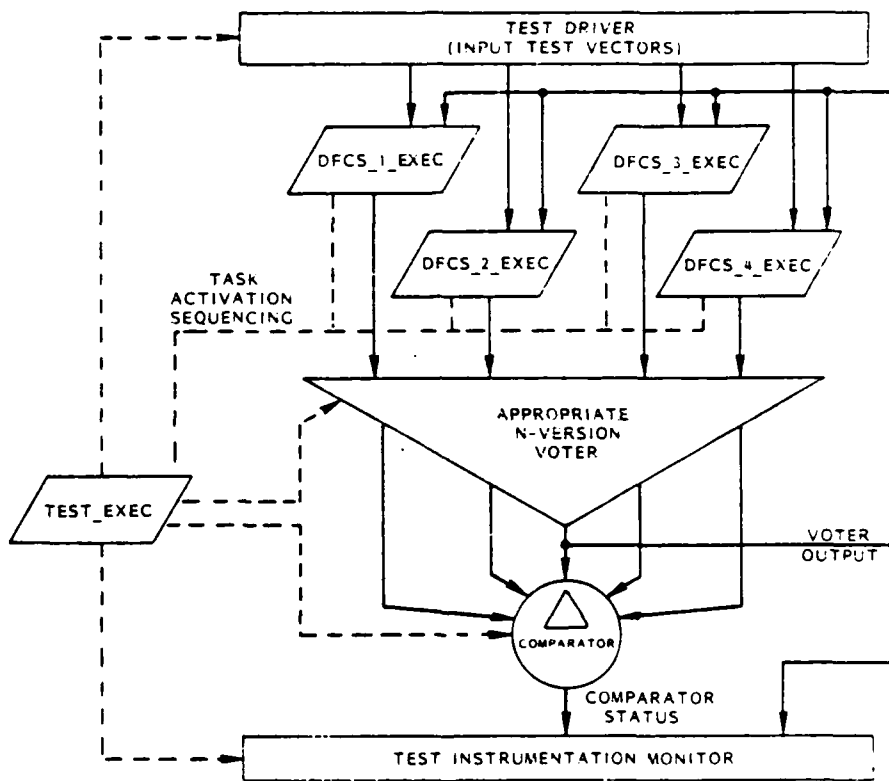 TEST DRIVER
(INPUT TEST VECTORS)
DFCS_1_EXEC
DFCS_3_EXEC
DFCS_2_EXEC
DFCS_4_EXEC
TASK
ACTIVATION
SEQUENCING
APPROPRIATE
N-VERSION
VOTER
TEST_EXEC
VOTER
OUTPUT
COMPARATOR
COMPARATOR
STATUS
TEST INSTRUMENTATION MONITOR